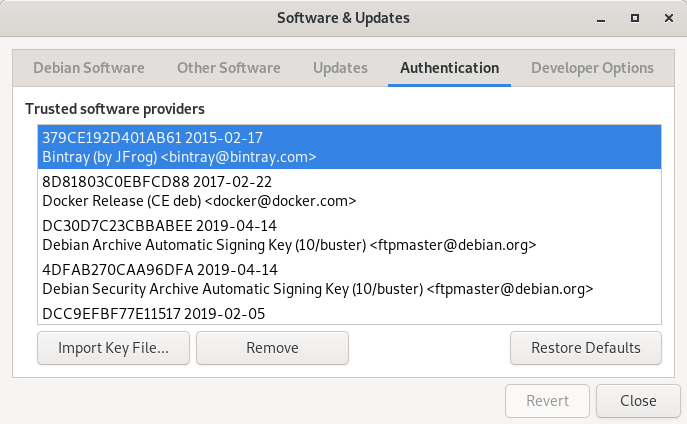 Software & Updates
Debian Software Other Software Updates Authentication Developer Options
Trusted software providers
379CE192D401AB61 2015-02-17
Bintray (by JFrog) <bintray@bintray.com>
8D81803C0EBFCD88 2017-02-22
Docker Release (CE deb) <docker@docker.com>
DC30D7C23CBBABEE 2019-04-14
Debian Archive Automatic Signing Key (10/buster) <ftpmaster@debian.org>
4DFAB270CAA96DFA 2019-04-14
Debian Security Archive Automatic Signing Key (10/buster) <ftpmaster@debian.org>
DCC9EFBF77E11517 2019-02-05
Import Key File... Remove Restore Defaults
Revert Close